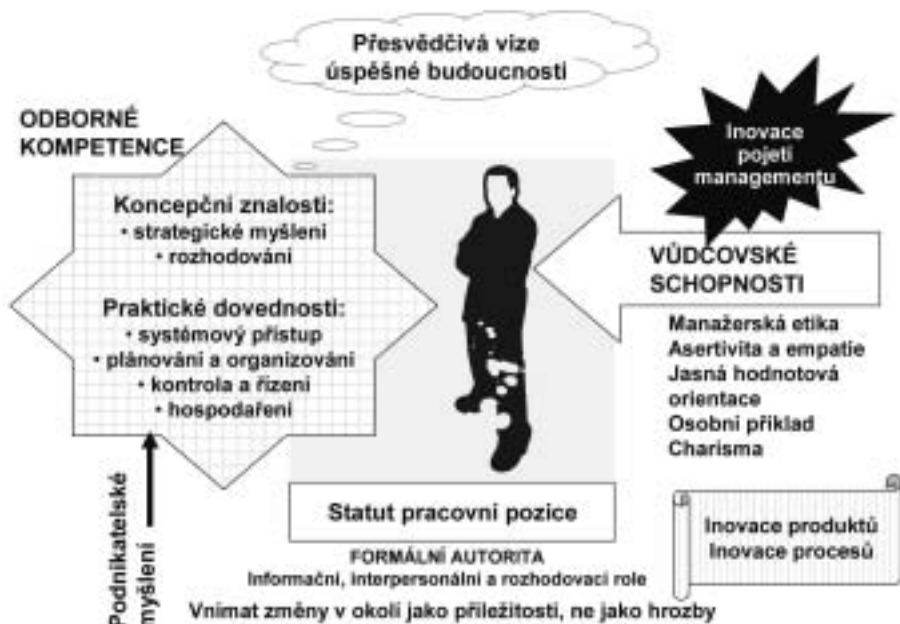 Přesvědčivá vize
úspěšné budoucnosti
ODBORNÉ
KOMPETENCE
Koncepční znalosti:
• strategické myšlení
• rozhodování
Praktické dovednosti:
• systémový přístup
• plánování a organizování
• kontrola a řízení
• hospodaření
Podnikatelské
myšlení
Inovace
pojetí
managementu
VŮDCOVSKÉ
SCHOPNOSTI
Manažerská etika
Asertivita a empatie
Jasná hodnotová
orientace
Osobní příklad
Charisma
Statut pracovní pozice
FORMÁLNÍ AUTORITA
Informační, interpersonální a rozhodovací role
Vnímat změny v okolí jako příležitosti, ne jako hrozby
Inovace produktů
Inovace procesů